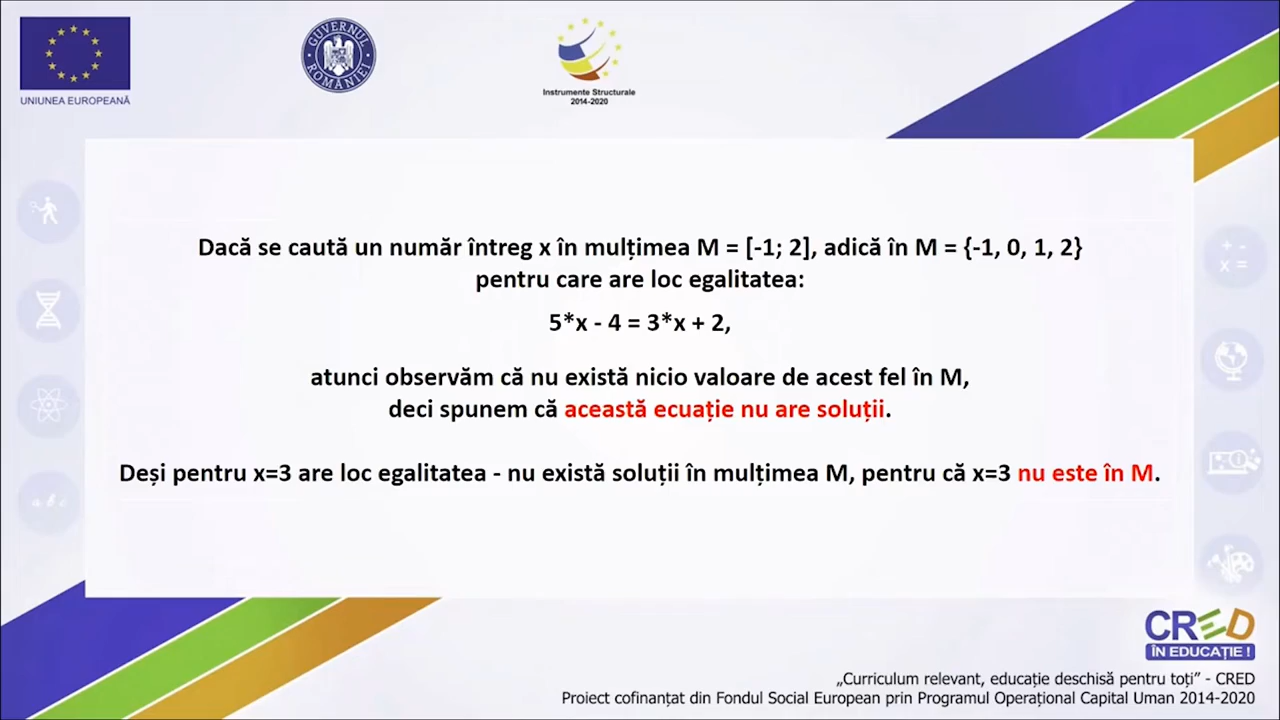 UNIUNEA EUROPEANĂ
GUVERNUL ROMÂNIEI
Instrumente Structurale
2014-2020
Dacă se caută un număr întreg x în mulțimea M = [-1; 2], adică în M = {-1, 0, 1, 2}
pentru care are loc egalitatea:
5*x - 4 = 3*x + 2,
atunci observăm că nu există nicio valoare de acest fel în M,
deci spunem că această ecuație nu are soluții.
Deși pentru x=3 are loc egalitatea - nu există soluții în mulțimea M, pentru că x=3 nu este în M.
a b c
+ -
x =
CRED
ÎN EDUCAȚIE !
„Curriculum relevant, educație deschisă pentru toți” - CRED
Proiect cofinanțat din Fondul Social European prin Programul Operațional Capital Uman 2014-2020